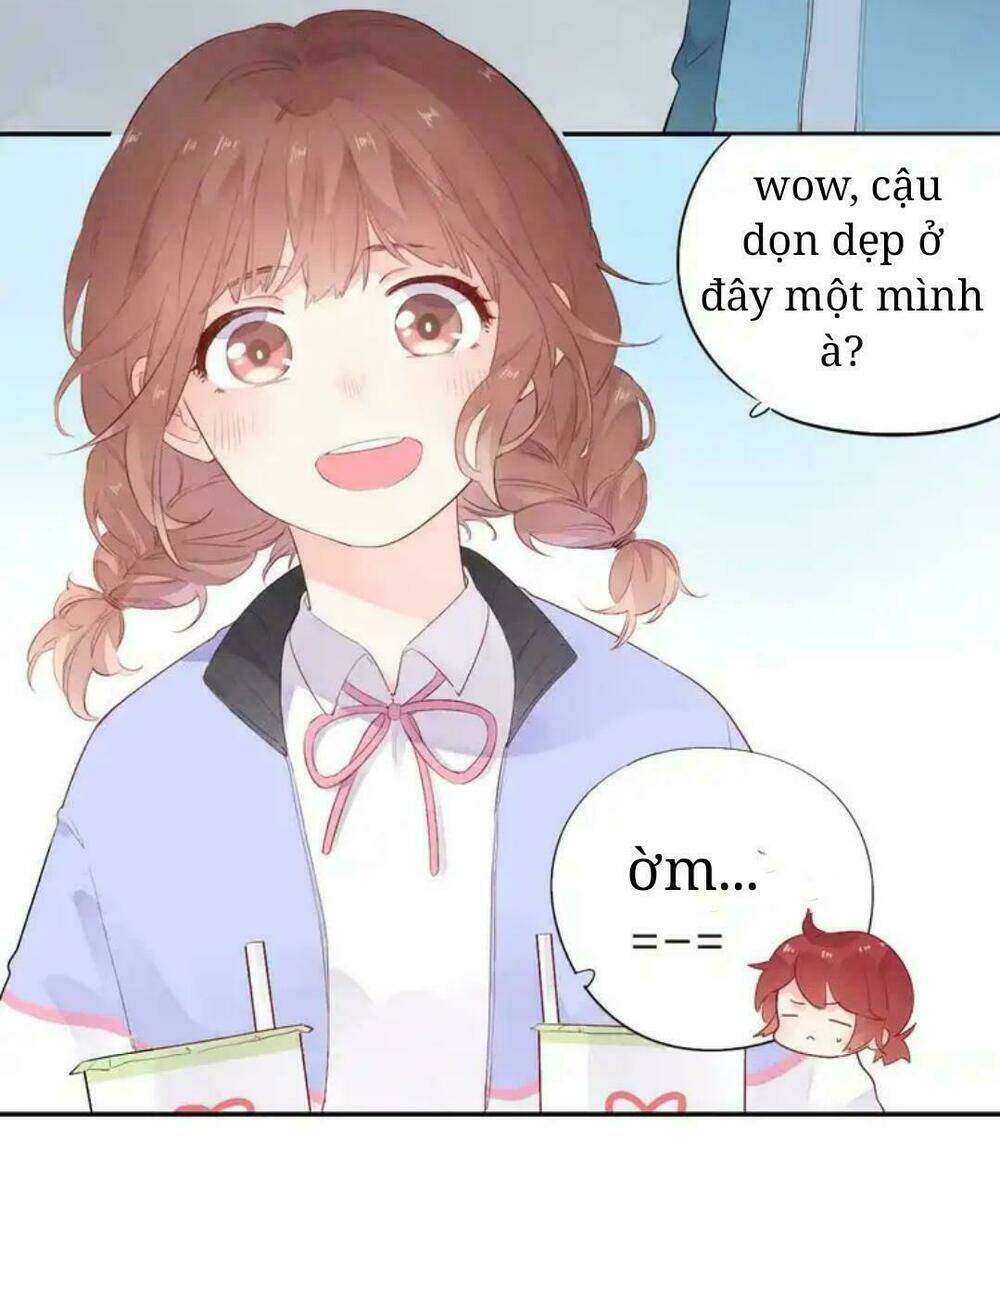 wow, cậu
dọn dẹp ở
đây một mình
à?
ờm...
=-=